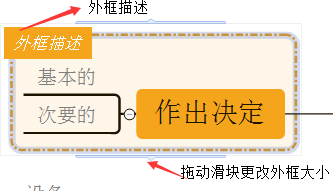 外框描述
外框描述
基本的
次要的
作出决定
拖动滑块更改外框大小